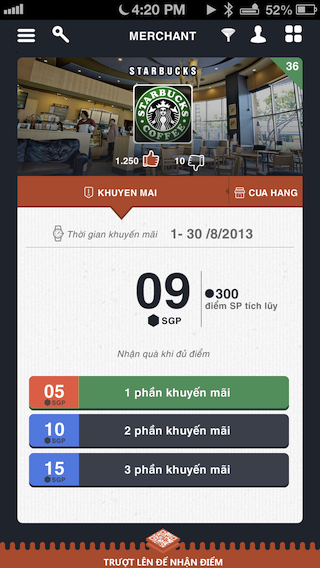 4:20 PM
52%
MERCHANT
STARBUCKS
36
STARBUCKS
COFFEE
1.250
10
KHUYEN MAI
CUA HANG
Thời gian khuyến mãi
1- 30 /8/2013
09
SGP
300
điểm SP tích lũy
Nhận quà khi đủ điểm
05
SGP
1 phần khuyến mãi
10
SGP
2 phần khuyến mãi
15
SGP
3 phần khuyến mãi
TRƯỢT LÊN ĐỂ NHẬN ĐIỂM